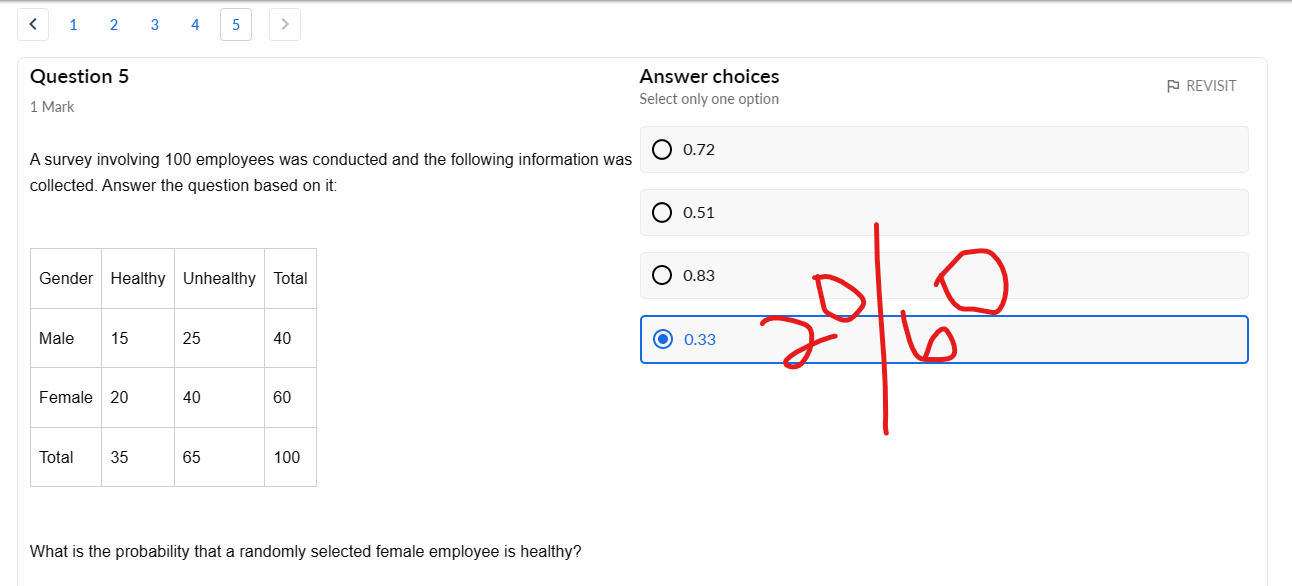 1 2 3 4 5
Question 5
1 Mark
A survey involving 100 employees was conducted and the following information was
collected. Answer the question based on it:
Gender Healthy Unhealthy Total
Male 15 25 40
Female 20 40 60
Total 35 65 100
What is the probability that a randomly selected female employee is healthy?
Answer choices
Select only one option
REVISIT
0.72
0.51
0.83
0.33
20/60